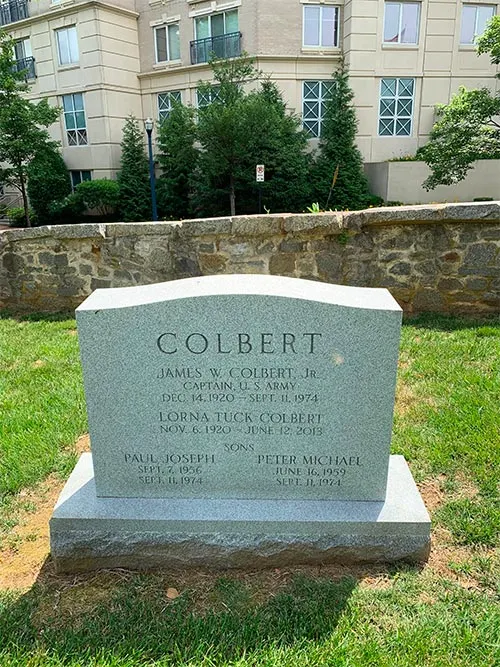 COLBERT
JAMES W. COLBERT, Jr.
CAPTAIN, U. S. ARMY
DEC. 14, 1920 – SEPT. 11, 1974
LORNA TUCK COLBERT
NOV. 6, 1920 – JUNE 12, 2013
SONS
PAUL JOSEPH
SEPT. 7, 1956
SEPT. 11, 1974
PETER MICHAEL
JUNE 16, 1959
SEPT. 11, 1974